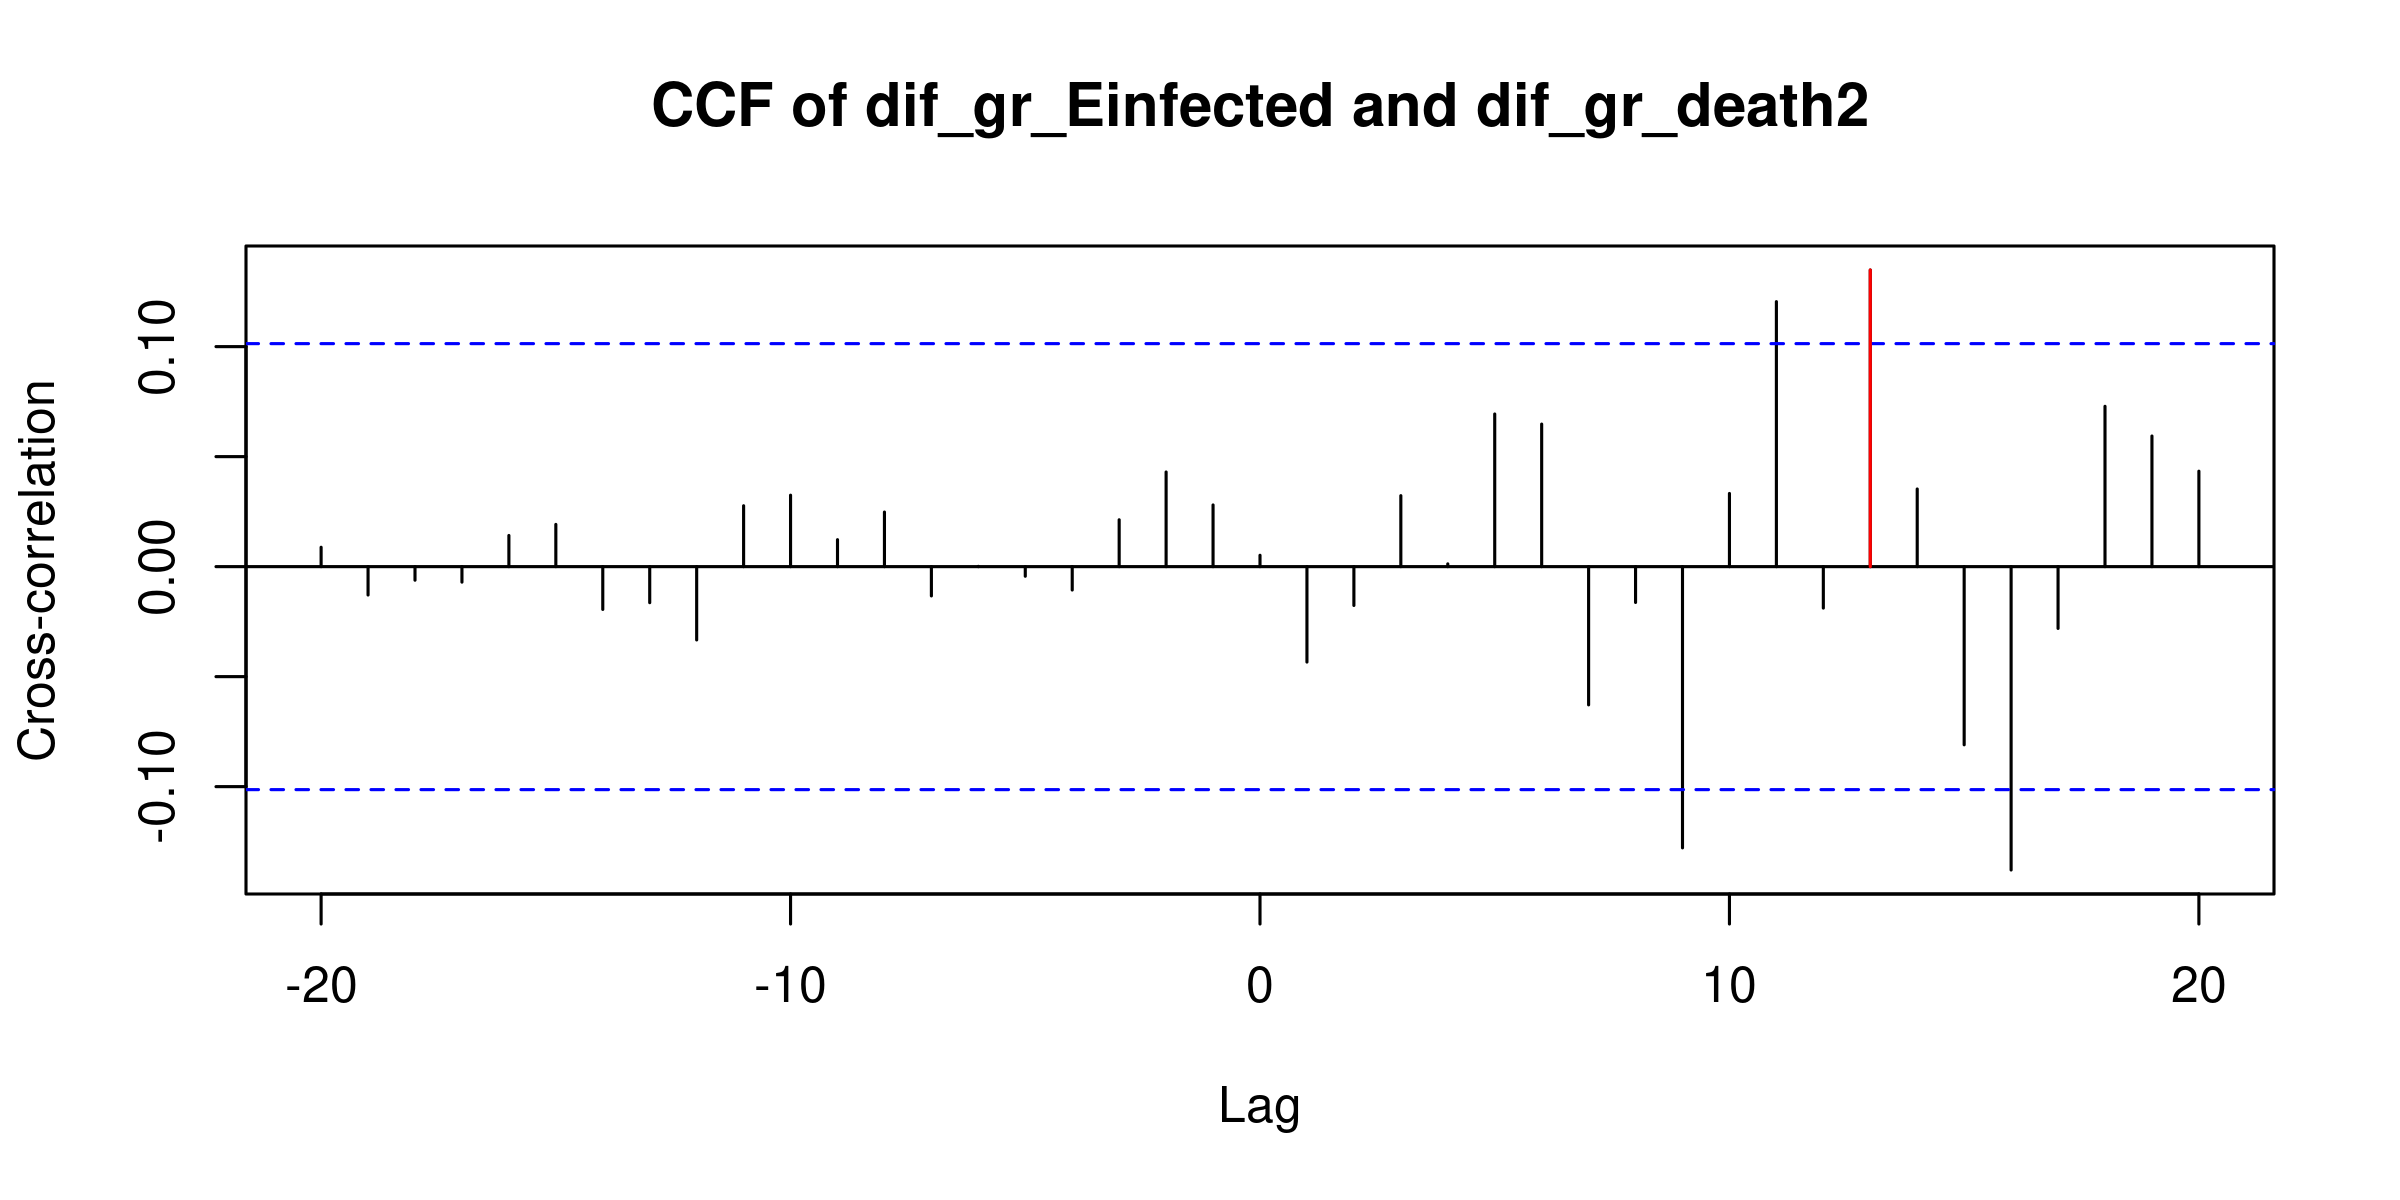 CCF of dif_gr_Einfected and dif_gr_death2
Cross-correlation
0.10
0.00
-0.10
-20 -10 0 10 20
Lag